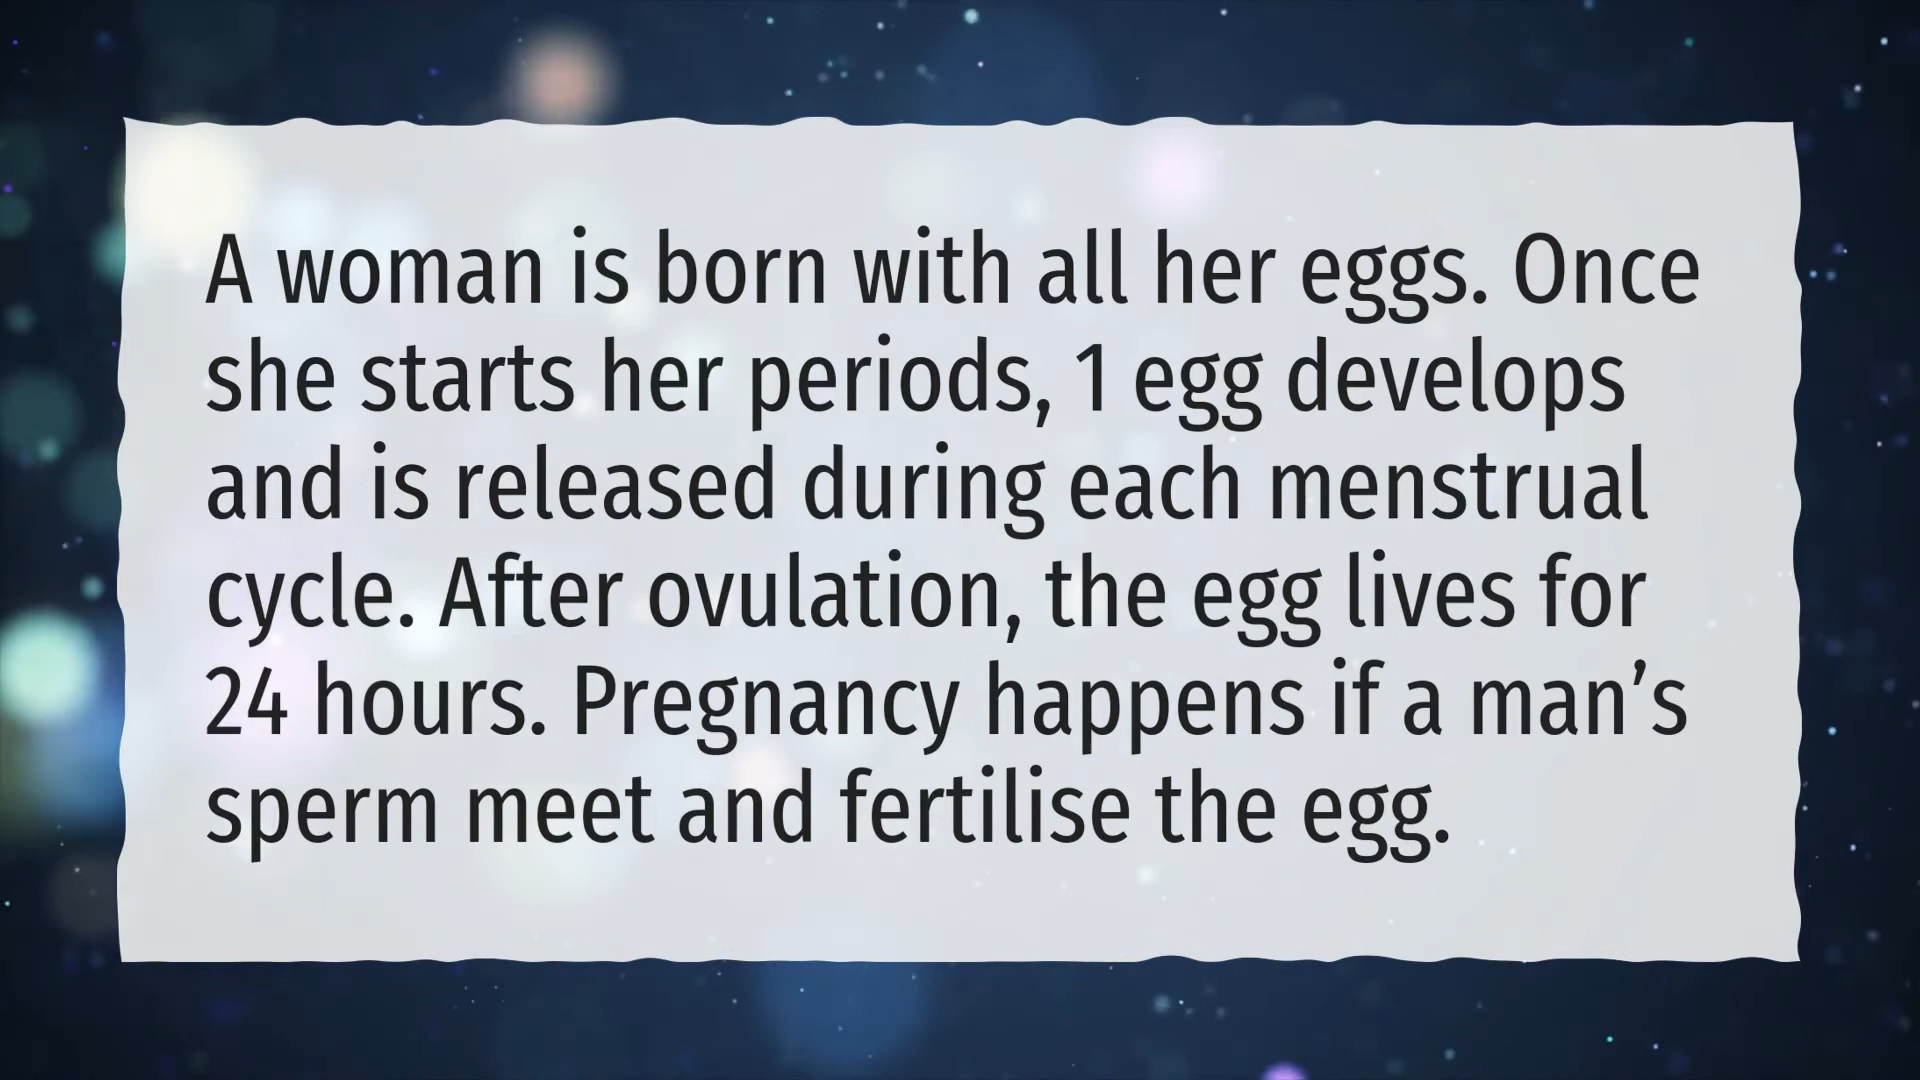 A woman is born with all her eggs. Once
she starts her periods, 1 egg develops
and is released during each menstrual
cycle. After ovulation, the egg lives for
24 hours. Pregnancy happens if a man’s
sperm meet and fertilise the egg.